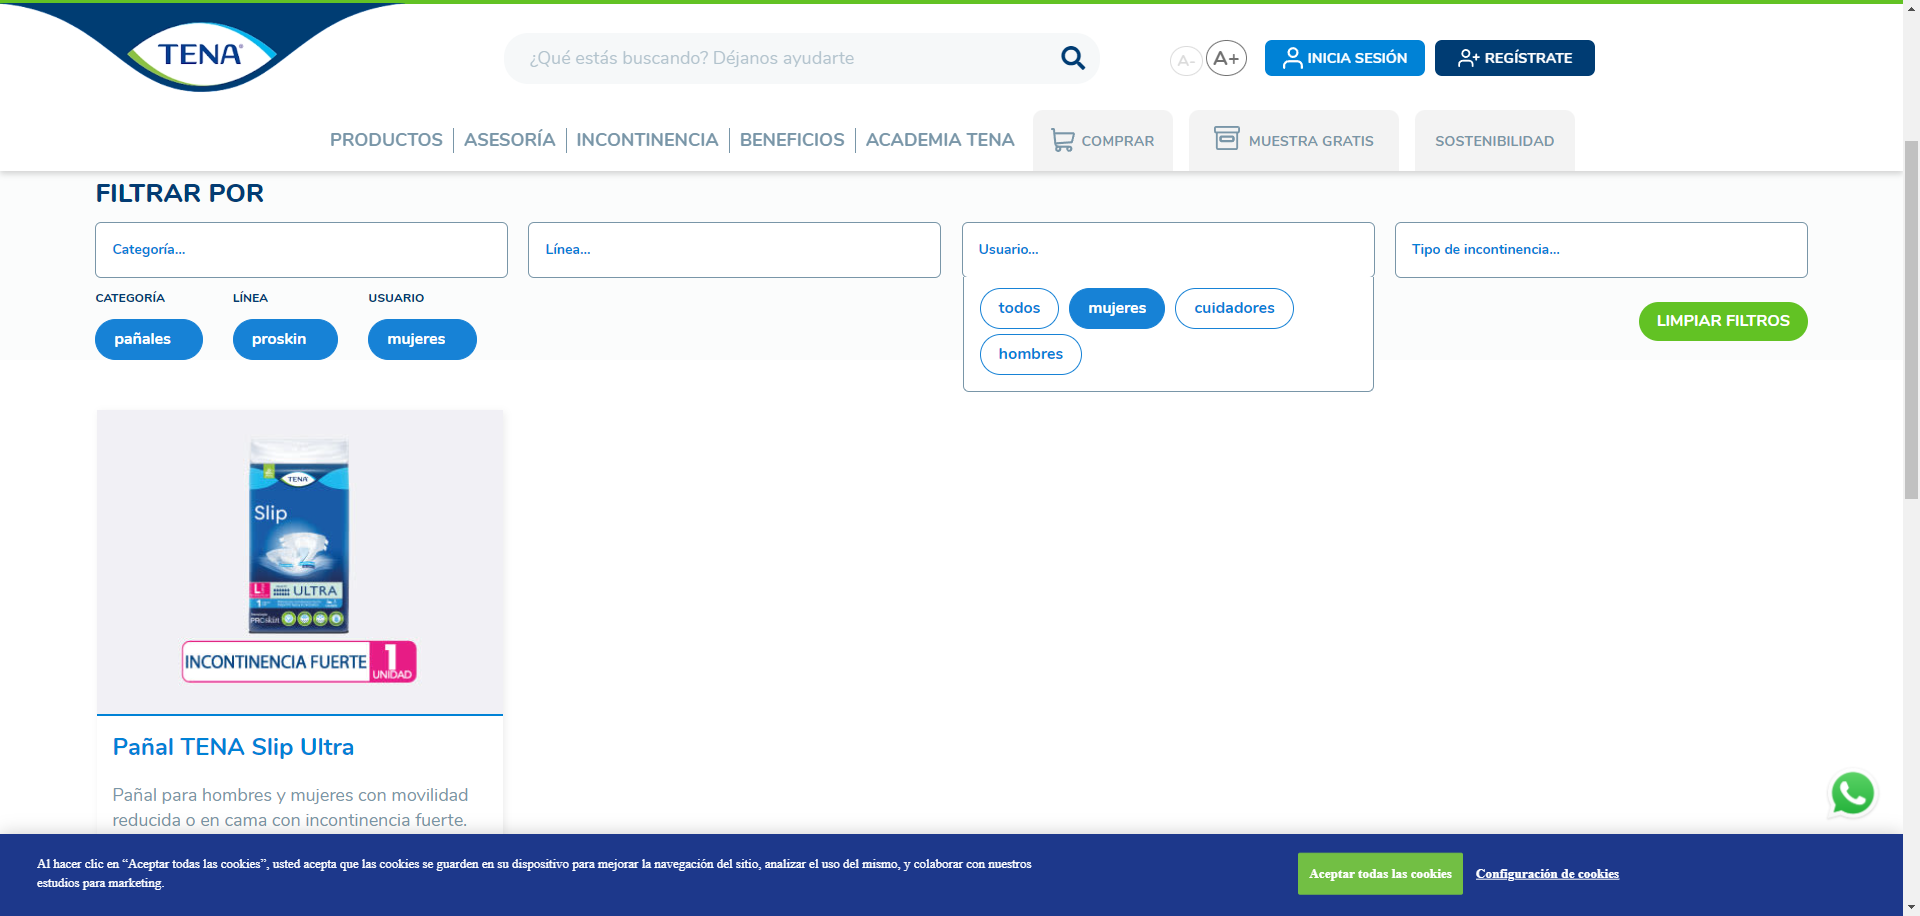 TENA
¿Qué estás buscando? Déjanos ayudarte
A-
A+
INICIA SESIÓN
REGÍSTRATE
PRODUCTOS
ASESORÍA
INCONTINENCIA
BENEFICIOS
ACADEMIA TENA
COMPRAR
MUESTRA GRATIS
SOSTENIBILIDAD
FILTRAR POR
Categoría...
Línea...
Usuario...
Tipo de incontinencia...
CATEGORÍA
LÍNEA
USUARIO
pañales
proskin
mujeres
todos
mujeres
cuidadores
hombres
LIMPIAR FILTROS
TENA
Slip
L
ULTRA
1
PROskin
INCONTINENCIA FUERTE
1
UNIDAD
Pañal TENA Slip Ultra
Pañal para hombres y mujeres con movilidad
reducida o en cama con incontinencia fuerte.
Al hacer clic en “Aceptar todas las cookies”, usted acepta que las cookies se guarden en su dispositivo para mejorar la navegación del sitio, analizar el uso del mismo, y colaborar con nuestros
estudios para marketing.
Aceptar todas las cookies
Configuración de cookies